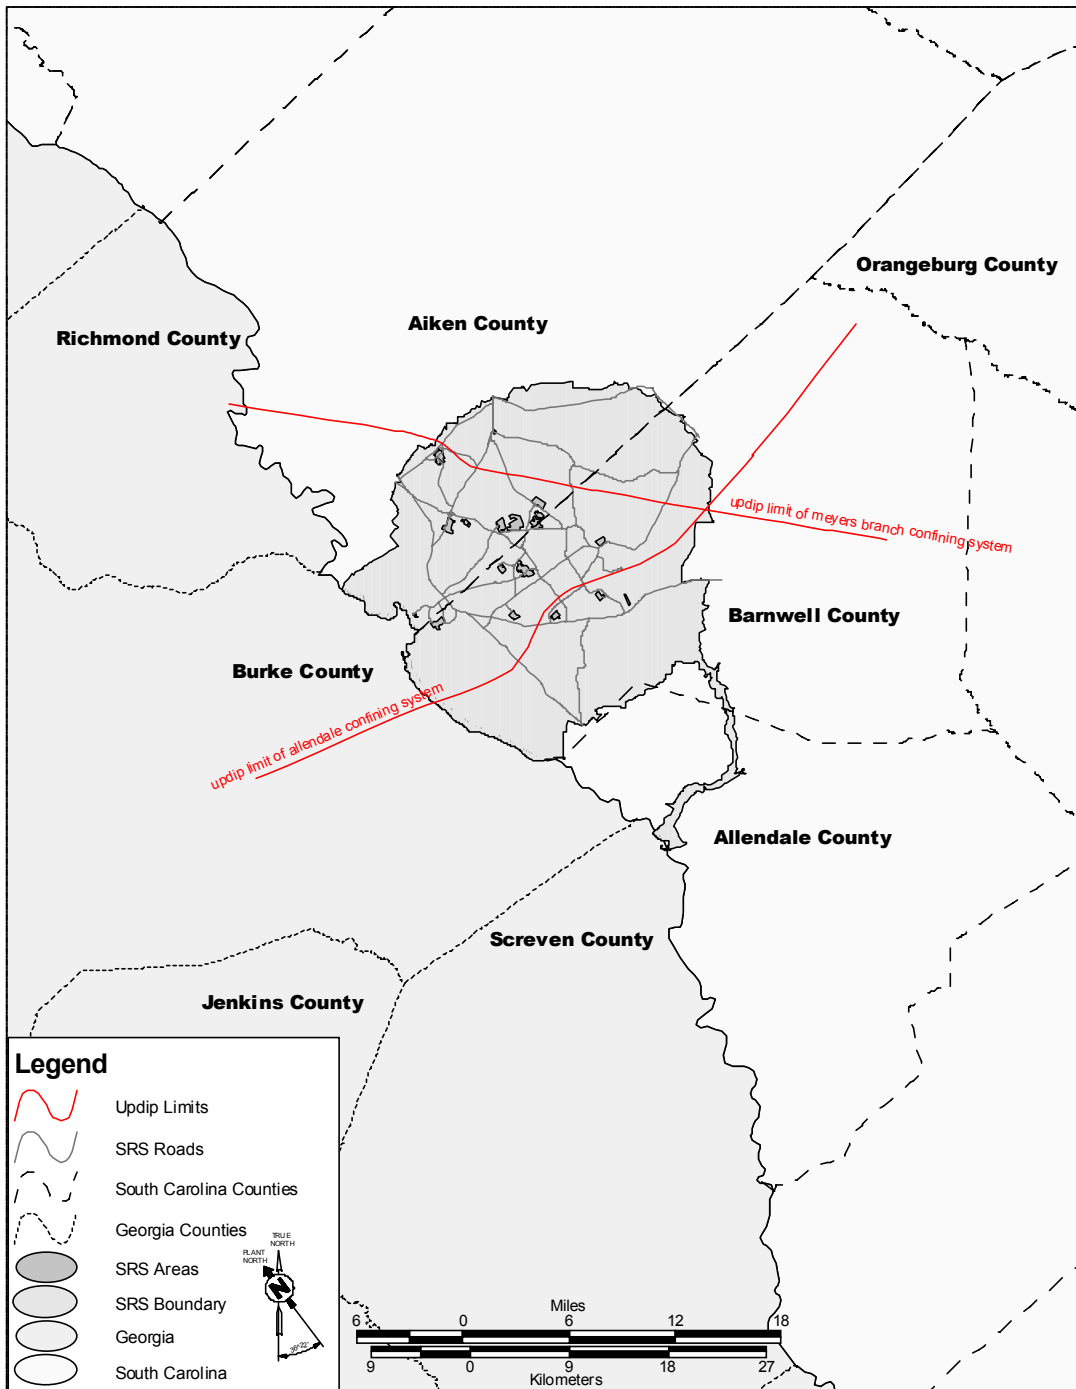 Orangeburg County
Aiken County
Richmond County
updip limit of meyers branch confining system
Barnwell County
Burke County
updip limit of allendale confining system
Allendale County
Screven County
Jenkins County
Legend
Updip Limits
SRS Roads
South Carolina Counties
Georgia Counties
SRS Areas
SRS Boundary
Georgia
South Carolina
TRUE
NORTH
PLANT
NORTH
N
36°22'
Miles
6 0 6 12 18
9 0 9 18 27
Kilometers